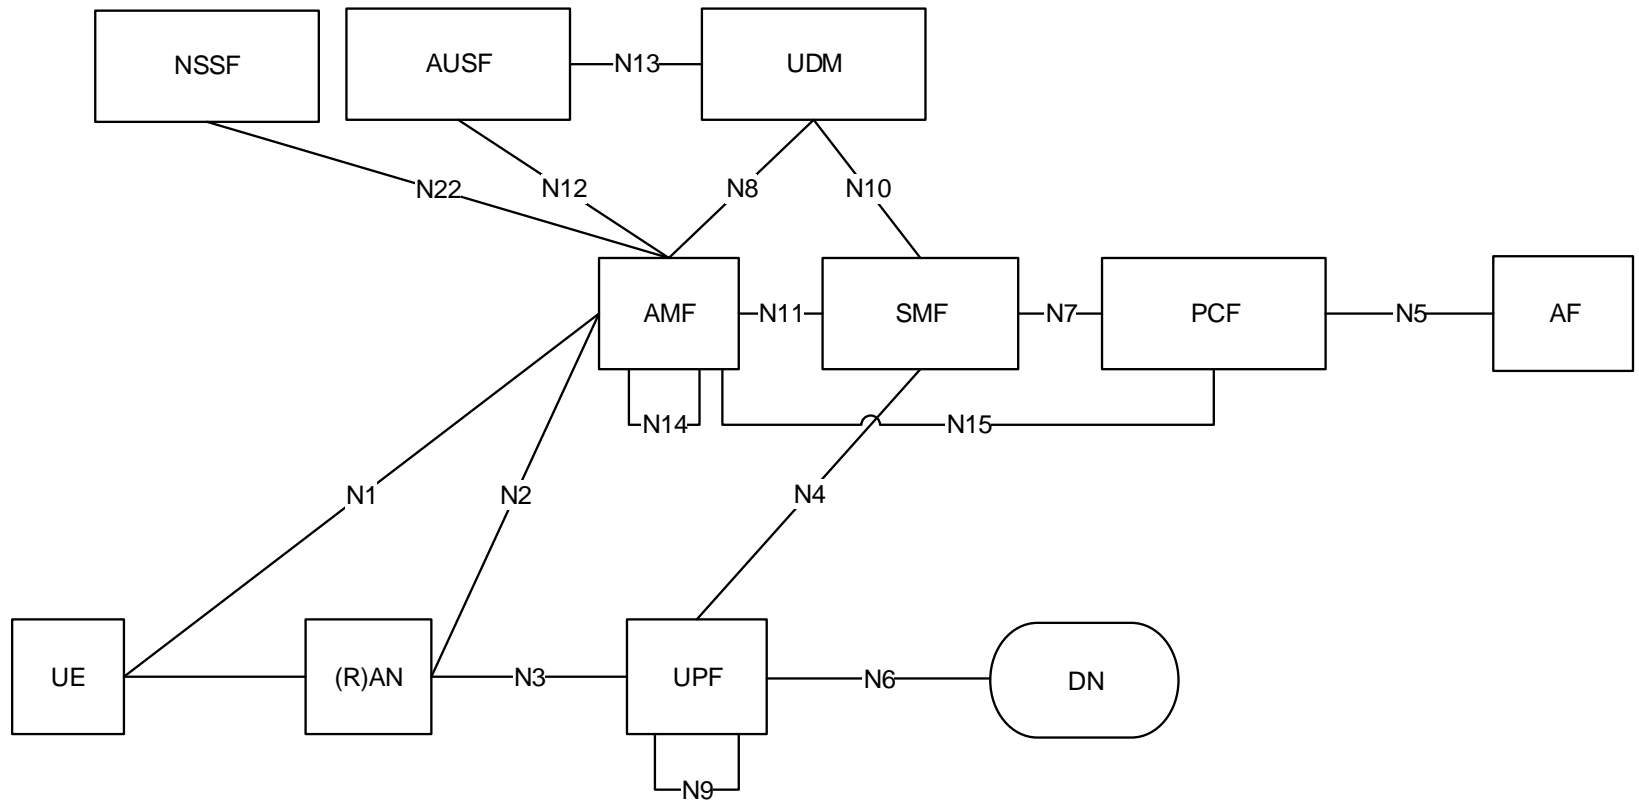 NSSF
AUSF
N13
UDM
N22
N12
N8
N10
AMF
N11
SMF
N7
PCF
N5
AF
N14
N15
N1
N2
N4
UE
(R)AN
N3
UPF
N6
DN
N9